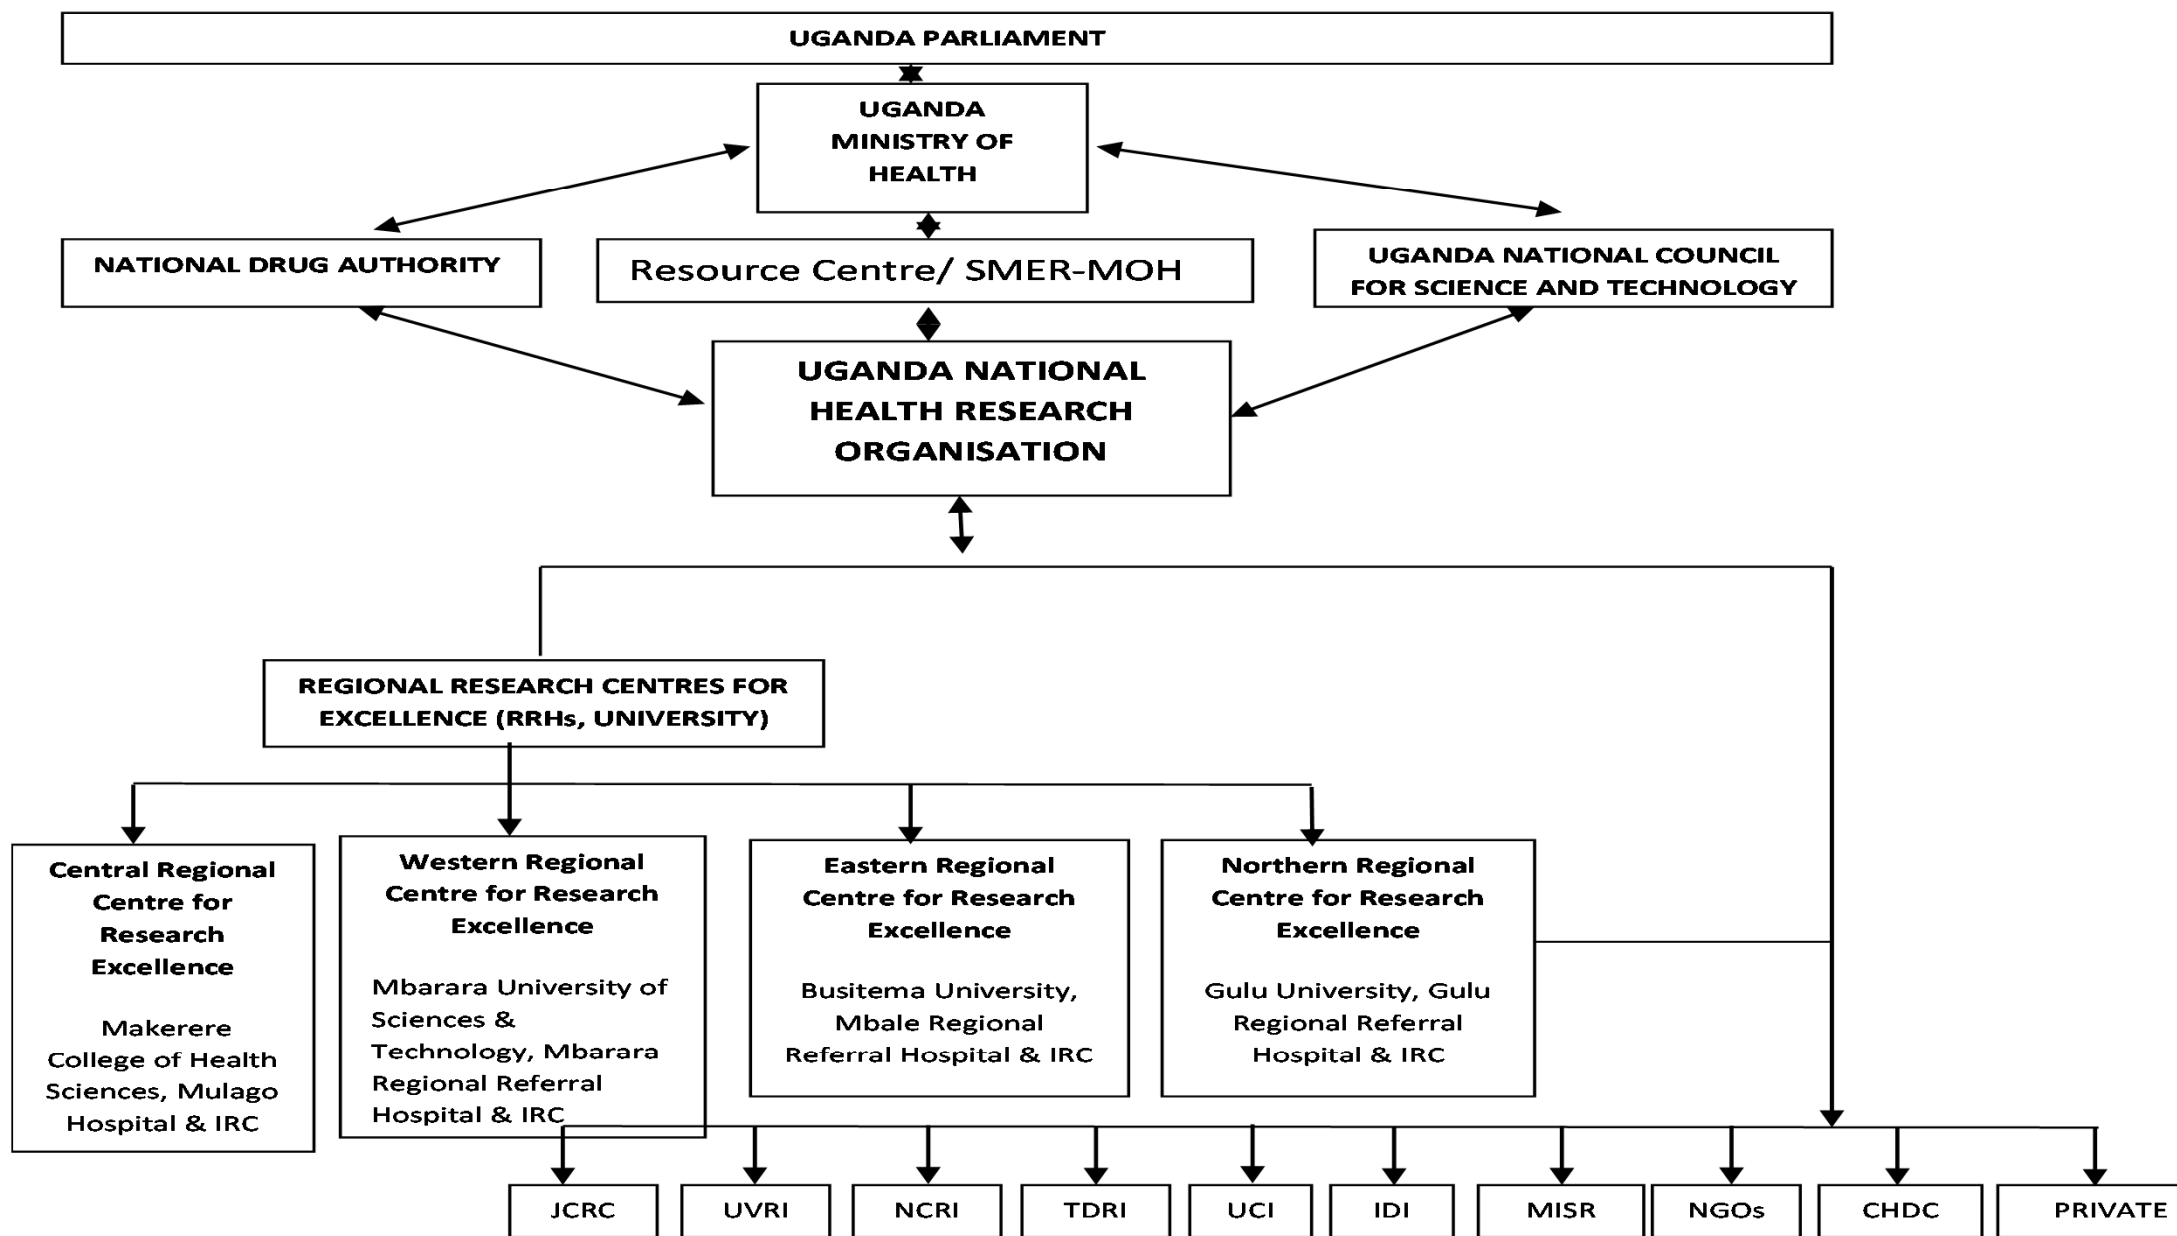 UGANDA PARLIAMENT
UGANDA
MINISTRY OF
HEALTH
NATIONAL DRUG AUTHORITY
Resource Centre/ SMER-MOH
UGANDA NATIONAL COUNCIL
FOR SCIENCE AND TECHNOLOGY
UGANDA NATIONAL
HEALTH RESEARCH
ORGANISATION
REGIONAL RESEARCH CENTRES FOR
EXCELLENCE (RRHs, UNIVERSITY)
Central Regional
Centre for
Research
Excellence
Makerere
College of Health
Sciences, Mulago
Hospital & IRC
Western Regional
Centre for Research
Excellence
Mbarara University of
Sciences &
Technology, Mbarara
Regional Referral
Hospital & IRC
Eastern Regional
Centre for Research
Excellence
Busitema University,
Mbale Regional
Referral Hospital & IRC
Northern Regional
Centre for Research
Excellence
Gulu University, Gulu
Regional Referral
Hospital & IRC
JCRC
UVRI
NCRI
TDRI
UCI
IDI
MISR
NGOs
CHDC
PRIVATE